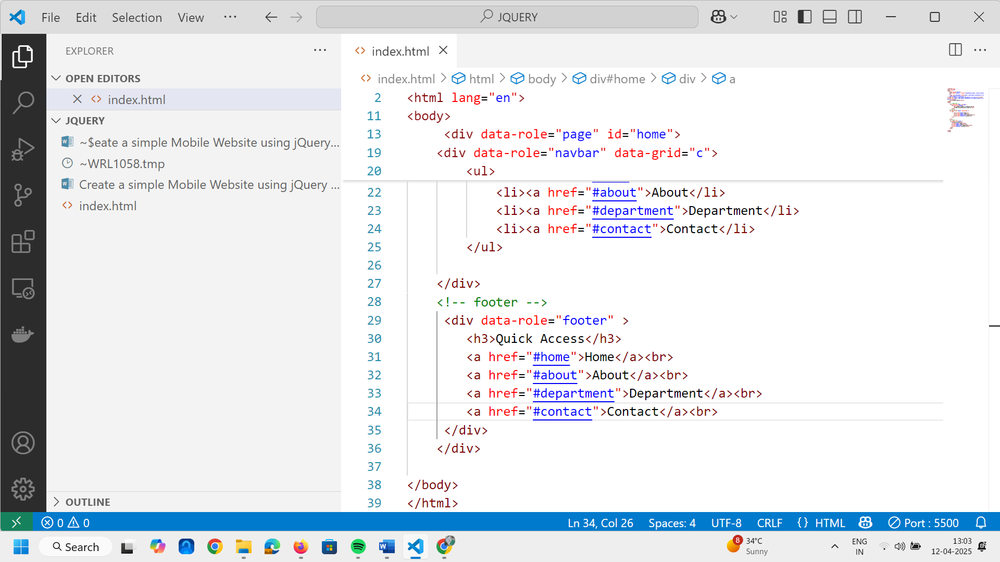 File Edit Selection View ··· JQUERY
EXPLORER
OPEN EDITORS
index.html
JQUERY
~$eate a simple Mobile Website using jQuery...
~WRL1058.tmp
Create a simple Mobile Website using jQuery ...
index.html
OUTLINE
index.html
index.html > html > body > div#home > div > a
2 <html lang="en">
11 <body>
13 <div data-role="page" id="home">
19 <div data-role="navbar" data-grid="c">
20 <ul>
22 <li><a href="#about">About</li>
23 <li><a href="#department">Department</li>
24 <li><a href="#contact">Contact</li>
25 </ul>
26
27 </div>
28 <!-- footer -->
29 <div data-role="footer" >
30 <h3>Quick Access</h3>
31 <a href="#home">Home</a><br>
32 <a href="#about">About</a><br>
33 <a href="#department">Department</a><br>
34 <a href="#contact">Contact</a><br>
35 </div>
36 </div>
37
38 </body>
39 </html>
0 0 Ln 34, Col 26 Spaces: 4 UTF-8 CRLF {} HTML Port : 5500
Search
8
34°C
Sunny
ENG
IN
13:03
12-04-2025